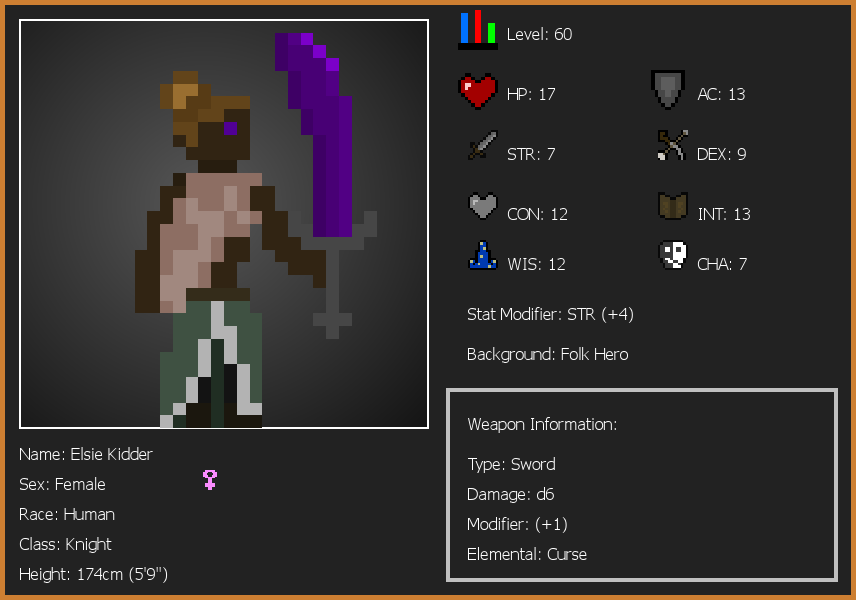 Level: 60
HP: 17
AC: 13
STR: 7
DEX: 9
CON: 12
INT: 13
WIS: 12
CHA: 7
Stat Modifier: STR (+4)
Background: Folk Hero
Weapon Information:
Type: Sword
Damage: d6
Modifier: (+1)
Elemental: Curse
Name: Elsie Kidder
Sex: Female
Race: Human
Class: Knight
Height: 174cm (5'9")